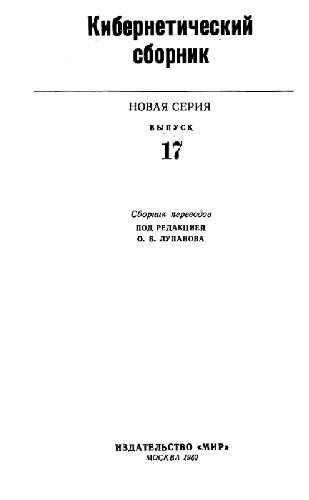 Кибернетический
сборник
НОВАЯ СЕРИЯ
ВЫПУСК
17
Сборник переводов
ПОД РЕДАКЦИЕЙ
О. Б. ЛУПАНОВА
ИЗДАТЕЛЬСТВО «МИР»
МОСКВА